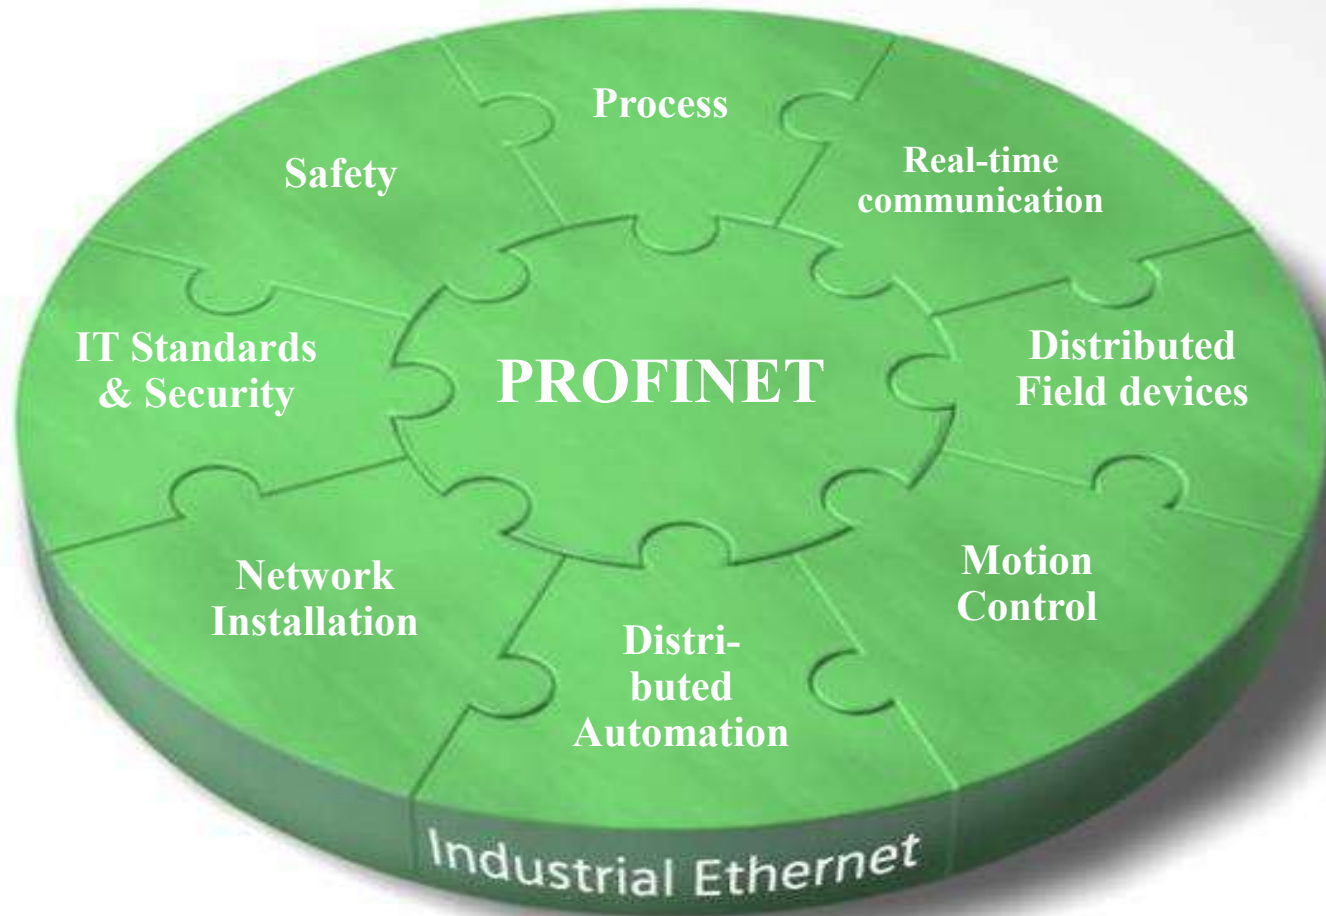 Process
Real-time
communication
Safety
IT Standards
& Security
PROFINET
Distributed
Field devices
Network
Installation
Motion
Control
Distri-
buted
Automation
Industrial Ethernet